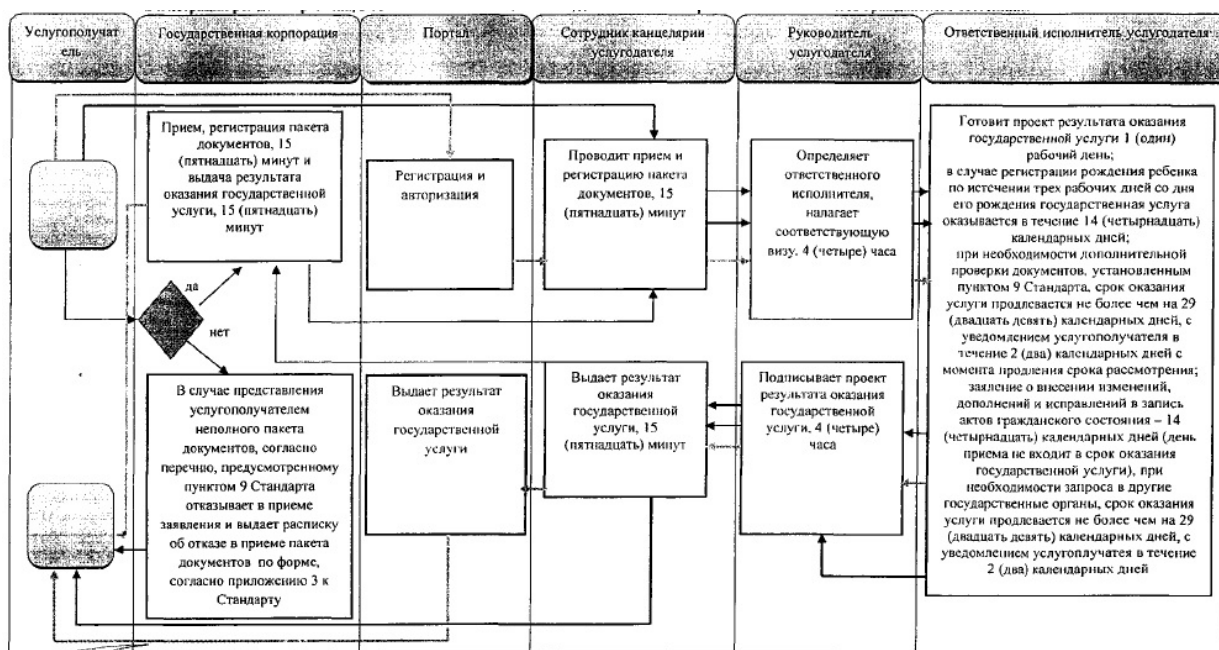 Услугополучат
ель
Государственная корпорация
Портал
Сотрудник канцелярии
услугодателя
Руководитель
услугодателя
Ответственный исполнитель услугодателя
Прием, регистрация пакета
документов, 15
(пятнадцать) минут и
выдача результата
оказания государственной
услуги, 15 (пятнадцать)
минут
Регистрация и
авторизация
Проводит прием и
регистрацию пакета
документов, 15
(пятнадцать) минут
Определяет
ответственного
исполнителя,
налагает
соответствующую
визу. 4 (четыре) часа
Готовит проект результата оказания
государственной услуги 1 (один)
рабочий день;
в случае регистрации рождения ребенка
по истечении трех рабочих дней со дня
его рождения государственная услуга
оказывается в течение 14 (четырнадцать)
календарных дней;
при необходимости дополнительной
проверки документов, установленным
пунктом 9 Стандарта, срок оказания
услуги продлевается не более чем на 29
(двадцать девять) календарных дней, с
уведомлением услугополучателя в
течение 2 (два) календарных дней с
момента продления срока рассмотрения;
заявление о внесении изменений,
дополнений и исправлений в запись
актов гражданского состояния – 14
(четырнадцать) календарных дней (день
приема не входит в срок оказания
государственной услуги), при
необходимости запроса в другие
государственные органы, срок оказания
услуги продлевается не более чем на 29
(двадцать девять) календарных дней, с
уведомлением услугоплучатея в течение
2 (два) календарных дней
да
нет
В случае представления
услугополучателем
неполного пакета
документов, согласно
перечню, предусмотренному
пунктом 9 Стандарта
отказывает в приеме
заявления и выдает расписку
об отказе в приеме пакета
документов по форме,
согласно приложению 3 к
Стандарту
Выдает результат
оказания
государственной
услуги
Выдает результат
оказания
государственной
услуги, 15
(пятнадцать) минут
Подписывает проект
результата оказания
государственной
услуги, 4 (четыре)
часа